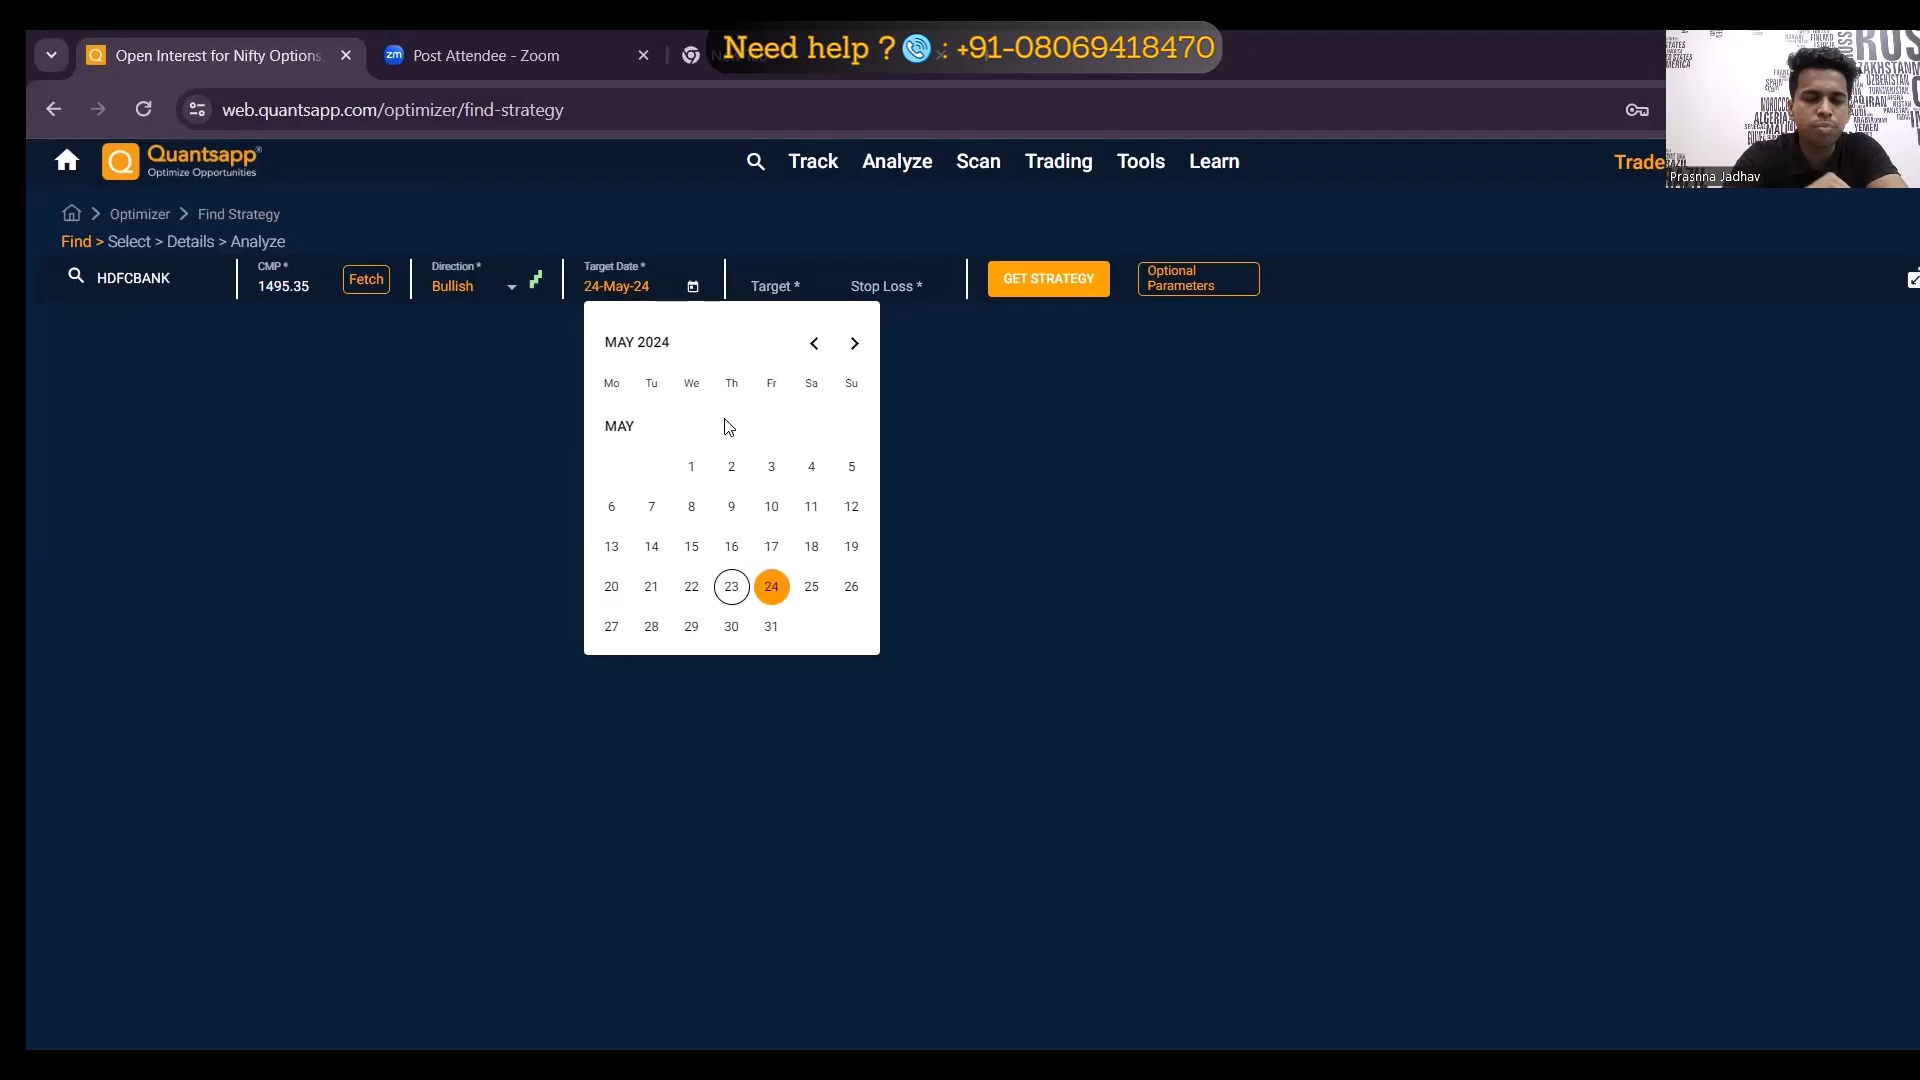 Open Interest for Nifty Options
zm Post Attendee - Zoom
Need help ? : +91-08069418470
web.quantsapp.com/optimizer/find-strategy
Quantsapp
Optimize Opportunities
Track Analyze Scan Trading Tools Learn
Trade
Prasnna Jadhav
Optimizer > Find Strategy
Find > Select > Details > Analyze
HDFCBANK
CMP *
1495.35
Fetch
Direction *
Bullish
Target Date *
24-May-24
Target *
Stop Loss *
GET STRATEGY
Optional
Parameters
MAY 2024
Mo Tu We Th Fr Sa Su
MAY
1 2 3 4 5
6 7 8 9 10 11 12
13 14 15 16 17 18 19
20 21 22 23 24 25 26
27 28 29 30 31